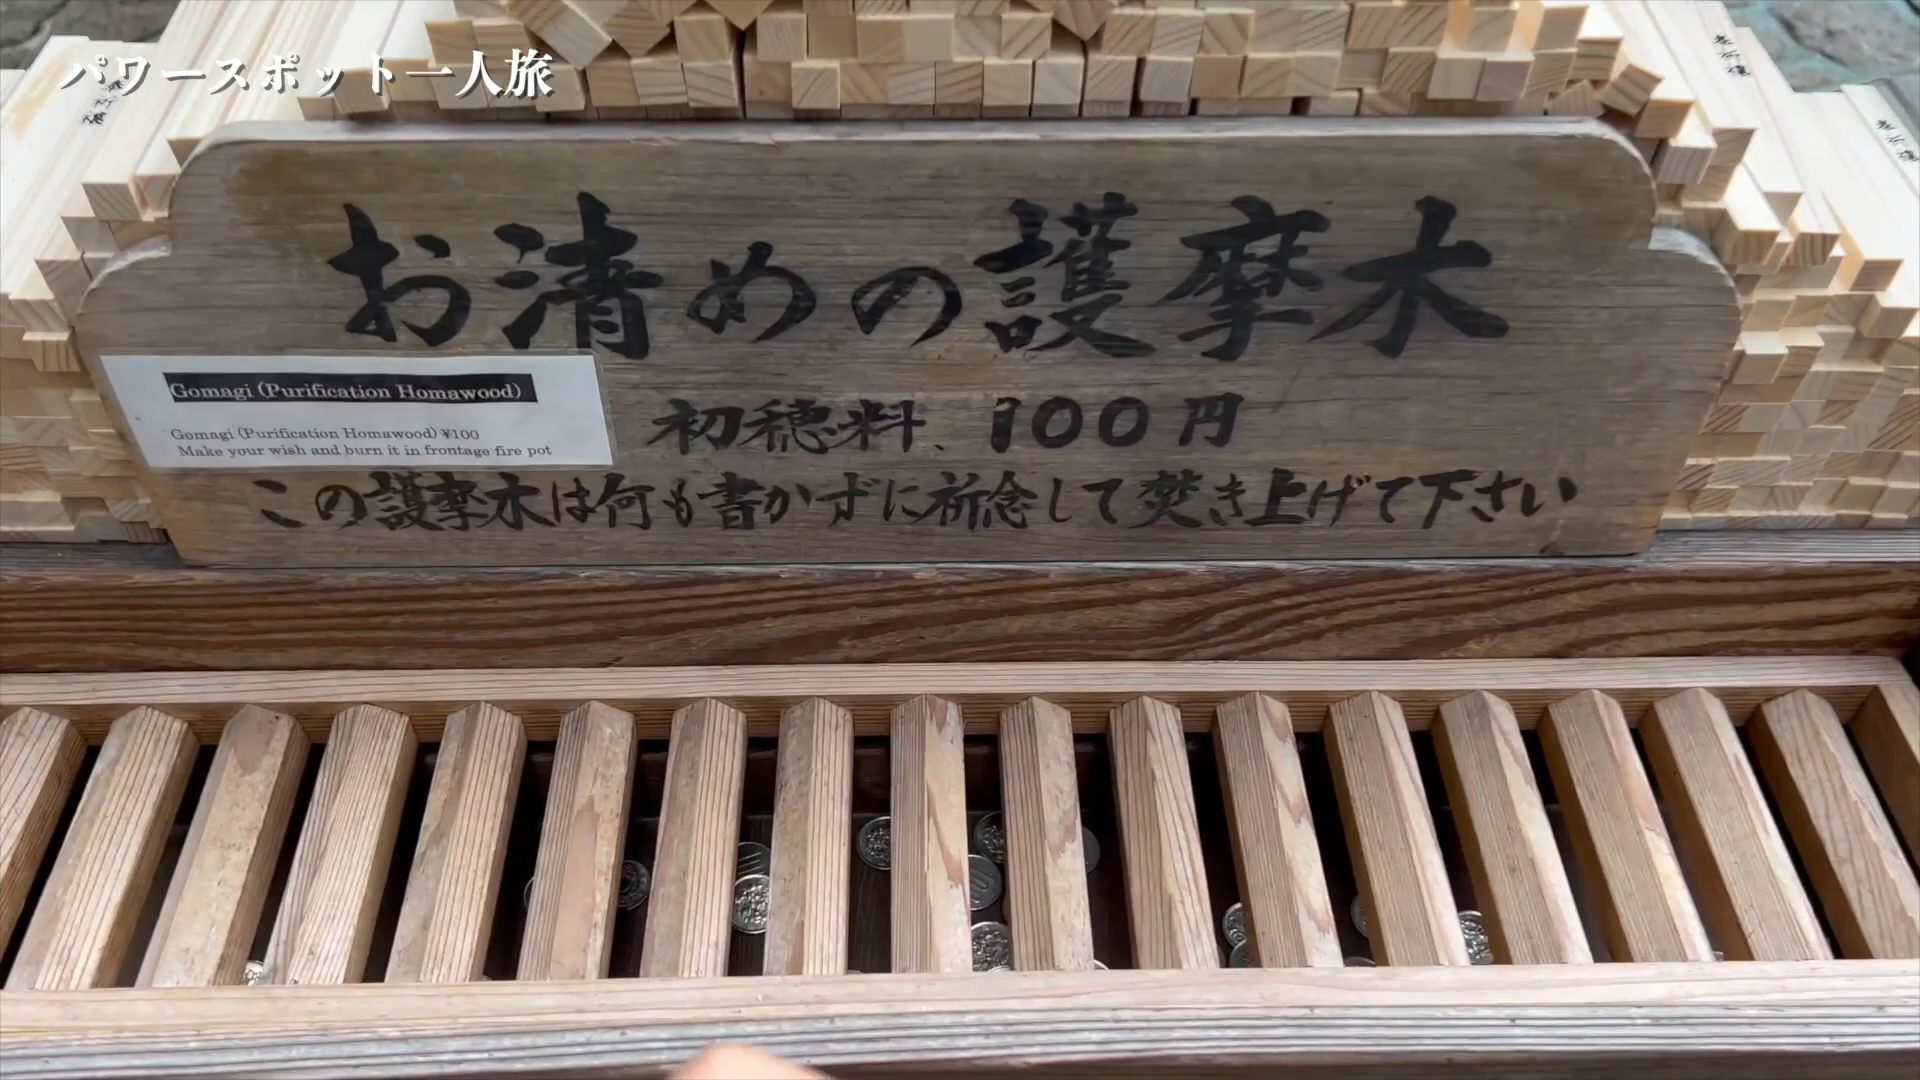 パワースポット一人旅
お清めの護摩木
Gomagi (Purification Homawood)
Gomagi (Purification Homawood) ¥100
Make your wish and burn it in frontage fire pot
初穂料、100円
この護摩木は何も書かずに祈念して焚き上げて下さい